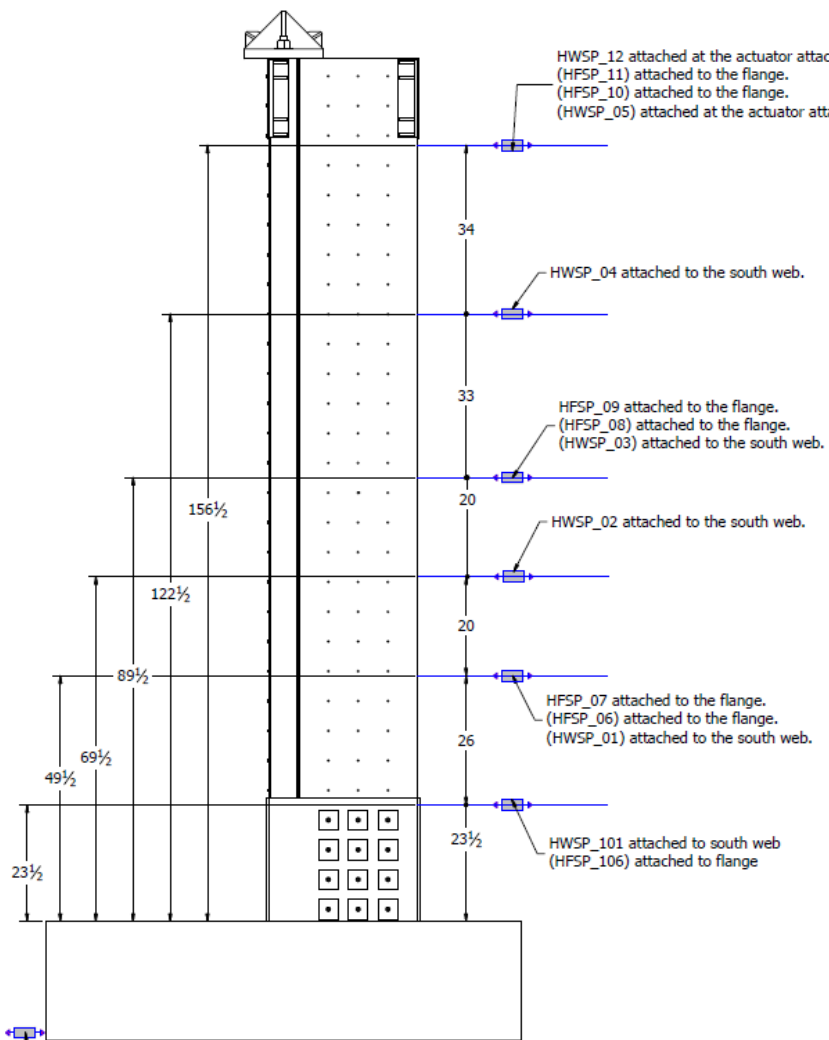 HWSP_12 attached at the actuator
(HFSP_11) attached to the flange.
(HFSP_10) attached to the flange.
(HWSP_05) attached at the actuator
34
HWSP_04 attached to the south web.
33
HFSP_09 attached to the flange.
(HFSP_08) attached to the flange.
(HWSP_03) attached to the south web.
20
156½
HWSP_02 attached to the south web.
122½
20
89½
HFSP_07 attached to the flange.
(HFSP_06) attached to the flange.
(HWSP_01) attached to the south web.
26
69½
49½
23½
HWSP_101 attached to south web
(HFSP_106) attached to flange
23½